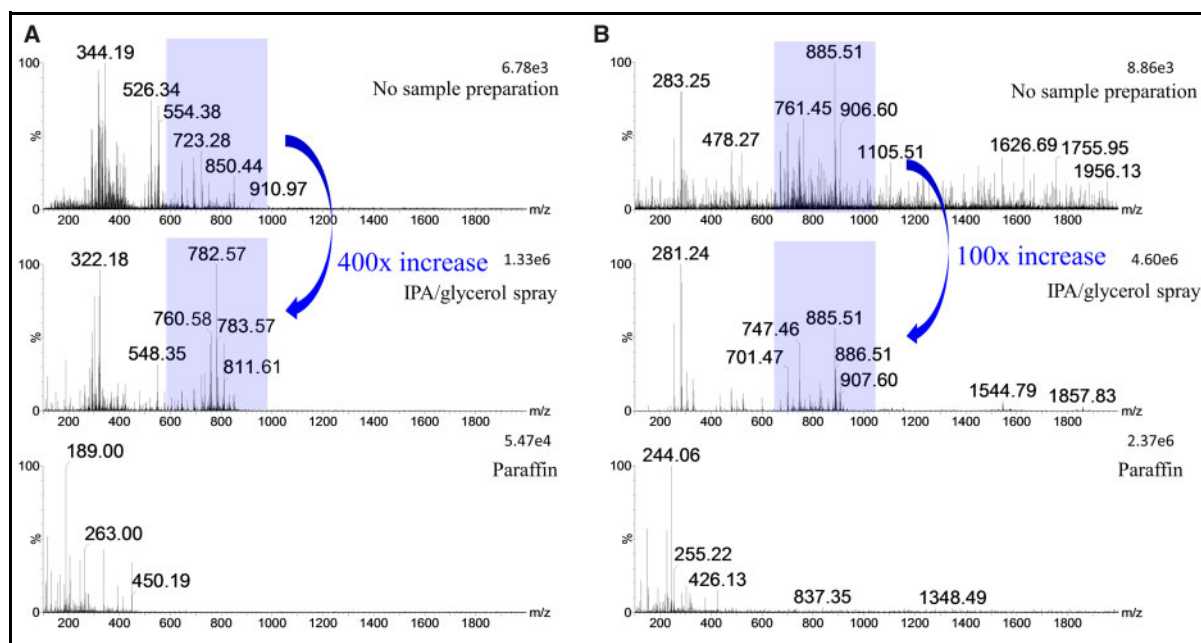 A
100
%
344.19
526.34
554.38
723.28
850.44
910.97
6.78e3
No sample preparation
200 400 600 800 1000 1200 1400 1600 1800 m/z
100
%
322.18
782.57
760.58
783.57
548.35
811.61
400x increase
1.33e6
IPA/glycerol spray
0
200 400 600 800 1000 1200 1400 1600 1800 m/z
100
%
189.00
263.00
450.19
5.47e4
Paraffin
0
200 400 600 800 1000 1200 1400 1600 1800 m/z
B
100
%
283.25
478.27
761.45
885.51
906.60
1105.51
1626.69
1755.95
1956.13
8.86e3
No sample preparation
0
200 400 600 800 1000 1200 1400 1600 1800 m/z
100
%
281.24
747.46
701.47
885.51
886.51
907.60
1544.79
1857.83
100x increase
4.60e6
IPA/glycerol spray
0
200 400 600 800 1000 1200 1400 1600 1800 m/z
100
%
244.06
255.22
426.13
837.35
1348.49
2.37e6
Paraffin
0
200 400 600 800 1000 1200 1400 1600 1800 m/z